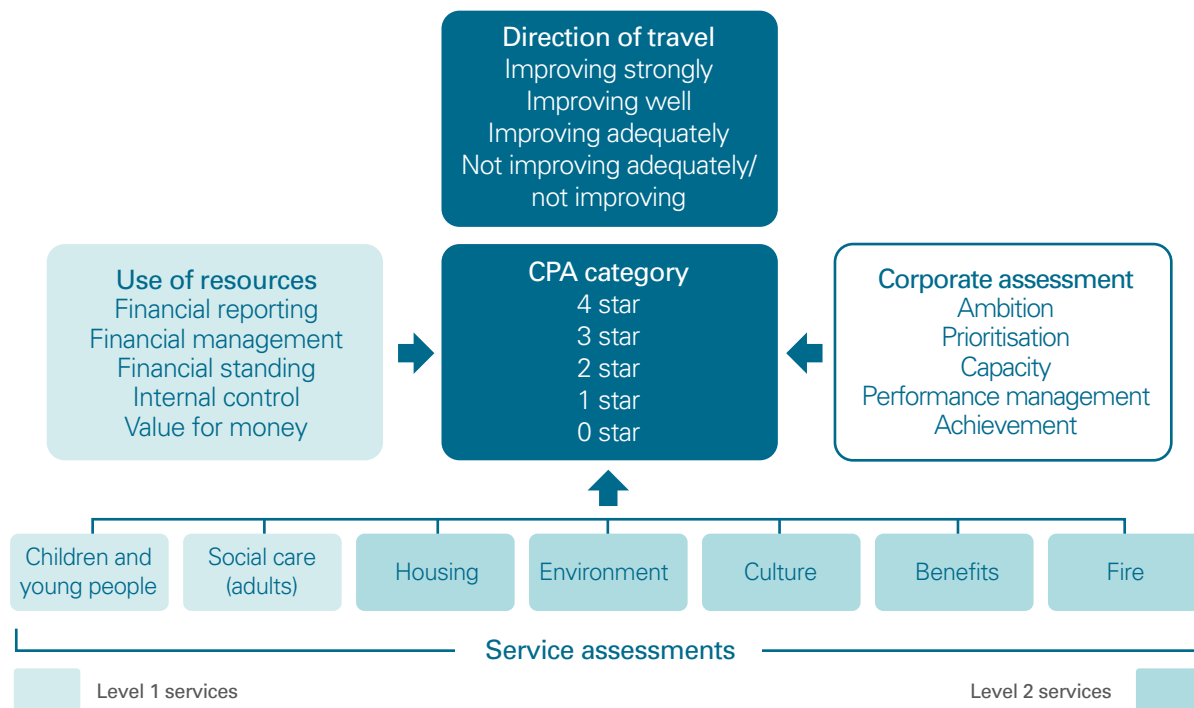 Direction of travel
Improving strongly
Improving well
Improving adequately
Not improving adequately/
not improving
Use of resources
Financial reporting
Financial management
Financial standing
Internal control
Value for money
CPA category
4 star
3 star
2 star
1 star
0 star
Corporate assessment
Ambition
Prioritisation
Capacity
Performance management
Achievement
Children and
young people
Social care
(adults)
Housing
Environment
Culture
Benefits
Fire
Service assessments
Level 1 services
Level 2 services